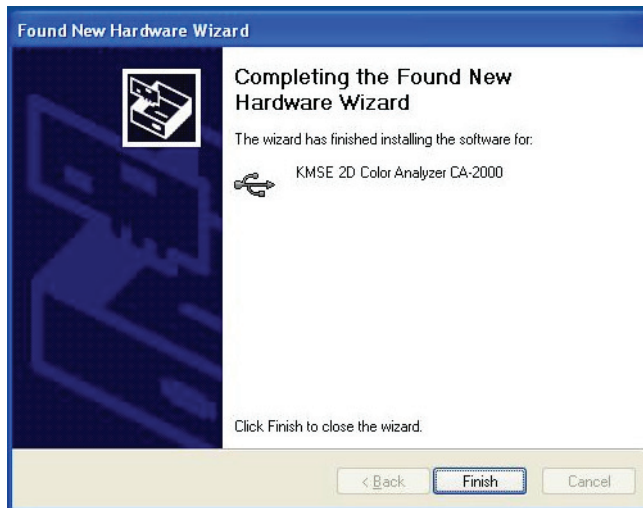 Found New Hardware Wizard
Completing the Found New
Hardware Wizard
The wizard has finished installing the software for:
KMSE 2D Color Analyzer CA-2000
Click Finish to close the wizard.
< Back Finish Cancel